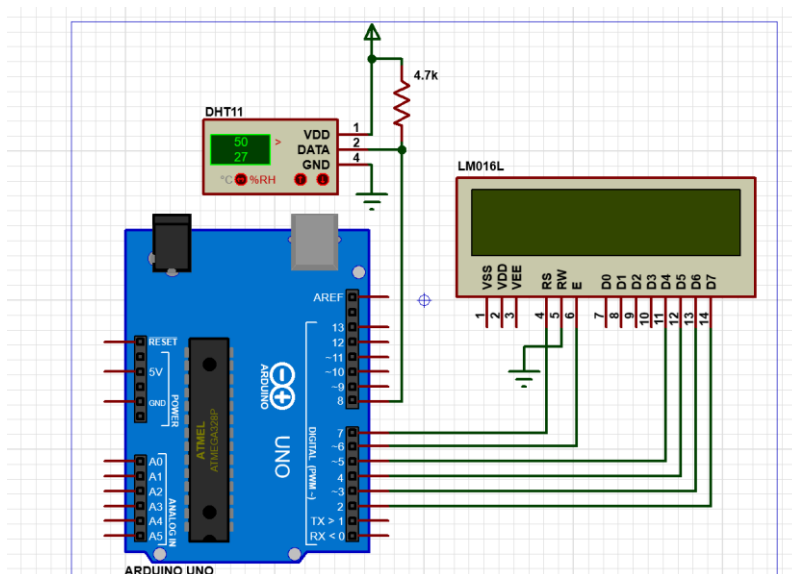 4.7k
DHT11
50
27
>
VDD 1
DATA 2
GND 4
°C %RH
LM016L
VSS VDD VEE RS RW E D0 D1 D2 D3 D4 D5 D6 D7
1 2 3 4 5 6 7 8 9 10 11 12 13 14
AREF
13
12
~11
~10
~9
8
7
~6
~5
4
~3
2
TX > 1
RX < 0
DIGITAL (PWM ~)
RESET
5V
GND
POWER
A0
A1
A2
A3
A4
A5
ANALOG IN
ATMEL
ATMEGA328P
ARDUINO
UNO
ARDUINO UNO